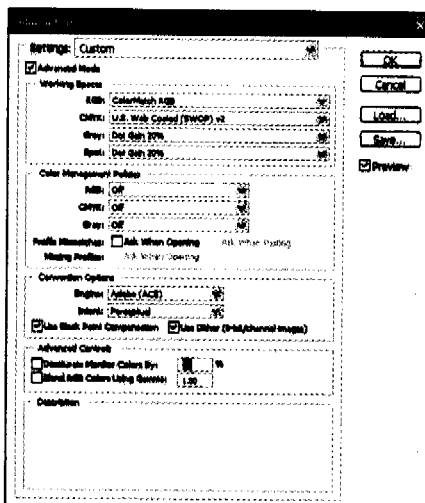 Settings: Custom
OK
Advanced Mode
Cancel
Working Spaces
RGB: ColorMatch RGB
Load...
CMYK: U.S. Web Coated (SWOP) v2
Gray: Dot Gain 20%
Save...
Spot: Dot Gain 20%
Preview
Color Management Policies
RGB: Off
CMYK: Off
Gray: Off
Profile Mismatches: Ask When Opening Ask When Pasting
Missing Profiles: Ask When Opening
Conversion Options
Engine: Adobe (ACE)
Intent: Perceptual
Use Black Point Compensation Use Dither (8-bit/channel images)
Advanced Controls
Desaturate Monitor Colors By: %
Blend RGB Colors Using Gamma: 1.00
Description